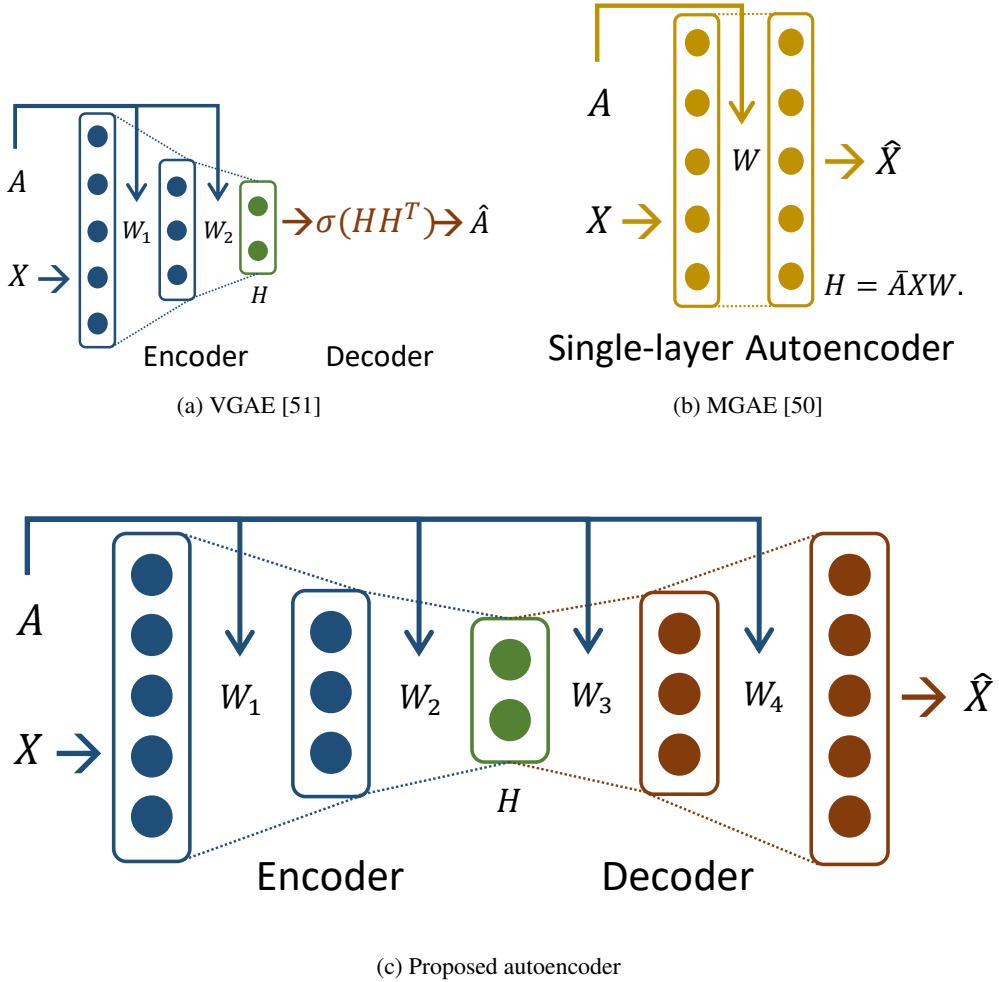 A
X
W₁
W₂
H
σ(HHᵀ)
Â
Encoder
Decoder
(a) VGAE [51]
A
X
W
X̂
H = ĀXW.
Single-layer Autoencoder
(b) MGAE [50]
A
X
W₁
W₂
H
W₃
W₄
X̂
Encoder
Decoder
(c) Proposed autoencoder